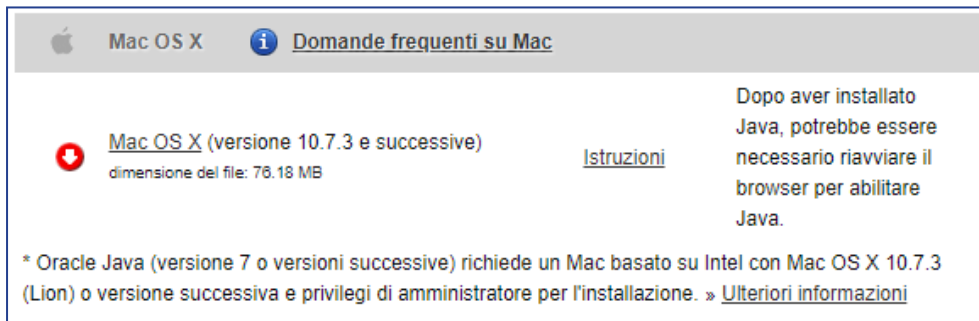 Mac OS X Domande frequenti su Mac
Mac OS X (versione 10.7.3 e successive)
dimensione del file: 76.18 MB
Istruzioni
Dopo aver installato
Java, potrebbe essere
necessario riavviare il
browser per abilitare
Java.
* Oracle Java (versione 7 o versioni successive) richiede un Mac basato su Intel con Mac OS X 10.7.3
(Lion) o versione successiva e privilegi di amministratore per l'installazione. » Ulteriori informazioni